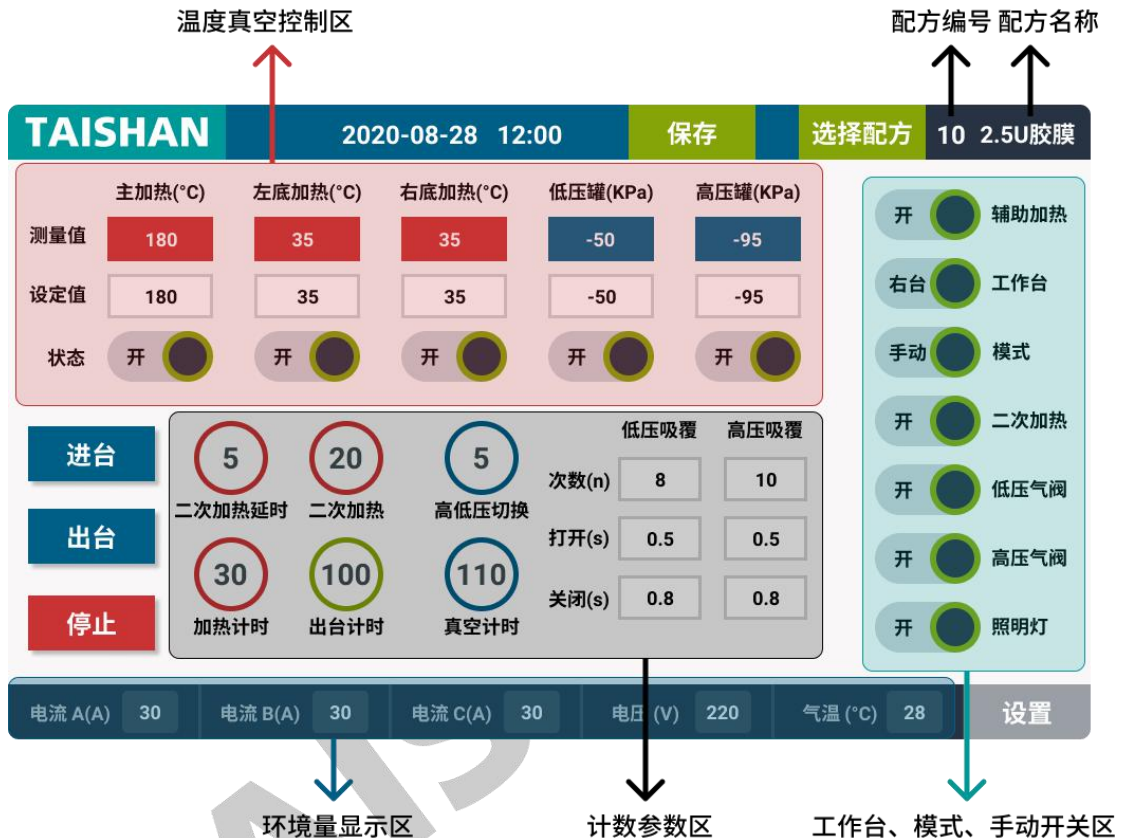 温度真空控制区
配方编号 配方名称
TAISHAN 2020-08-28 12:00 保存 选择配方 10 2.5U胶膜
主加热(°C) 左底加热(°C) 右底加热(°C) 低压罐(KPa) 高压罐(KPa)
测量值 180 35 35 -50 -95
设定值 180 35 35 -50 -95
状态 开 开 开 开 开
开 辅助加热
右台 工作台
手动 模式
开 二次加热
开 低压气阀
开 高压气阀
开 照明灯
进台
出台
停止
5 20 5
二次加热延时 二次加热 高低压切换
30 100 110
加热计时 出台计时 真空计时
低压吸覆 高压吸覆
次数(n) 8 10
打开(s) 0.5 0.5
关闭(s) 0.8 0.8
电流 A(A) 30 电流 B(A) 30 电流 C(A) 30 电压 (V) 220 气温 (°C) 28 设置
环境量显示区 计数参数区 工作台、模式、手动开关区